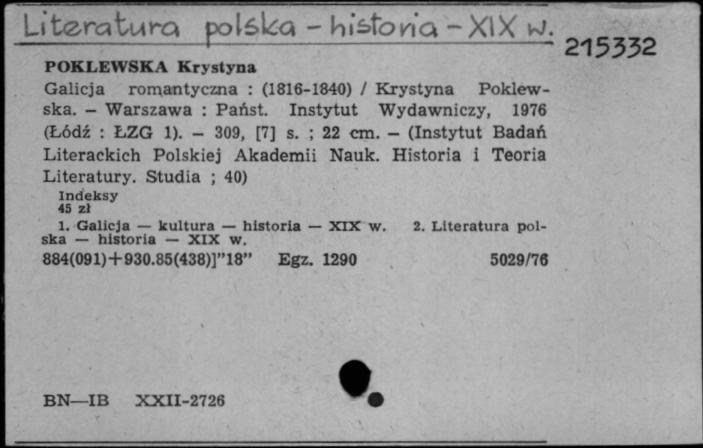 Literatura polska - historia - XIX w.
215332
POKLEWSKA Krystyna
Galicja romantyczna : (1816-1840) / Krystyna Poklew-
ska. — Warszawa : Państ. Instytut Wydawniczy, 1976
(Łódź : ŁZG 1). — 309, [7] s. ; 22 cm. — (Instytut Badań
Literackich Polskiej Akademii Nauk. Historia i Teoria
Literatury. Studia ; 40)
Indeksy
45 zł
1. Galicja — kultura — historia — XIX w. 2. Literatura pol-
ska — historia — XIX w.
884(091)+930.85(438)]”18” Egz. 1290 5029/76
BN—IB XXII-2726